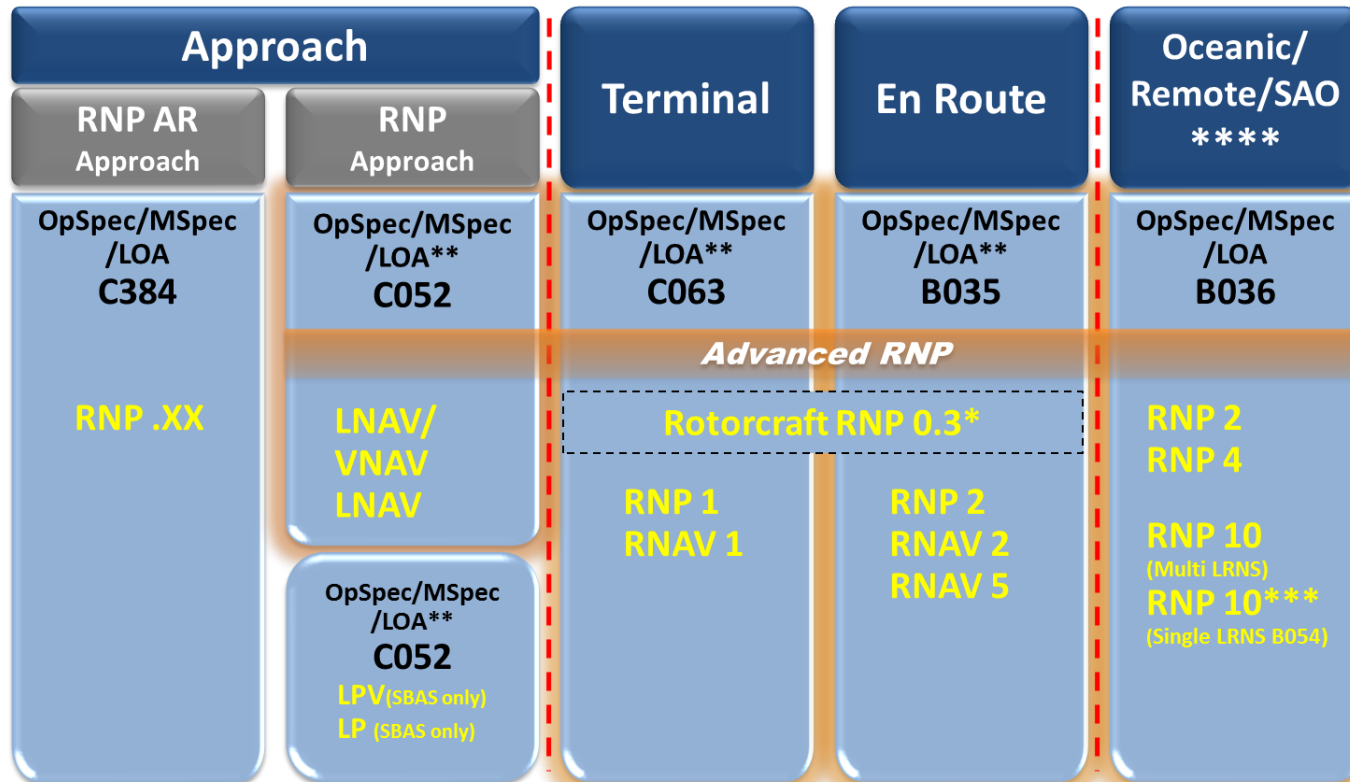 Approach
RNP AR
Approach
OpSpec/MSpec
/LOA
C384
RNP .XX
RNP
Approach
OpSpec/MSpec
/LOA**
C052
LNAV/
VNAV
LNAV
OpSpec/MSpec
/LOA**
C052
LPV(SBAS only)
LP (SBAS only)
Terminal
OpSpec/MSpec
/LOA**
C063
Advanced RNP
Rotorcraft RNP 0.3*
RNP 1
RNAV 1
En Route
OpSpec/MSpec
/LOA**
B035
RNP 2
RNAV 2
RNAV 5
Oceanic/
Remote/SAO
****
OpSpec/MSpec
/LOA
B036
RNP 2
RNP 4
RNP 10
(Multi LRNS)
RNP 10***
(Single LRNS B054)